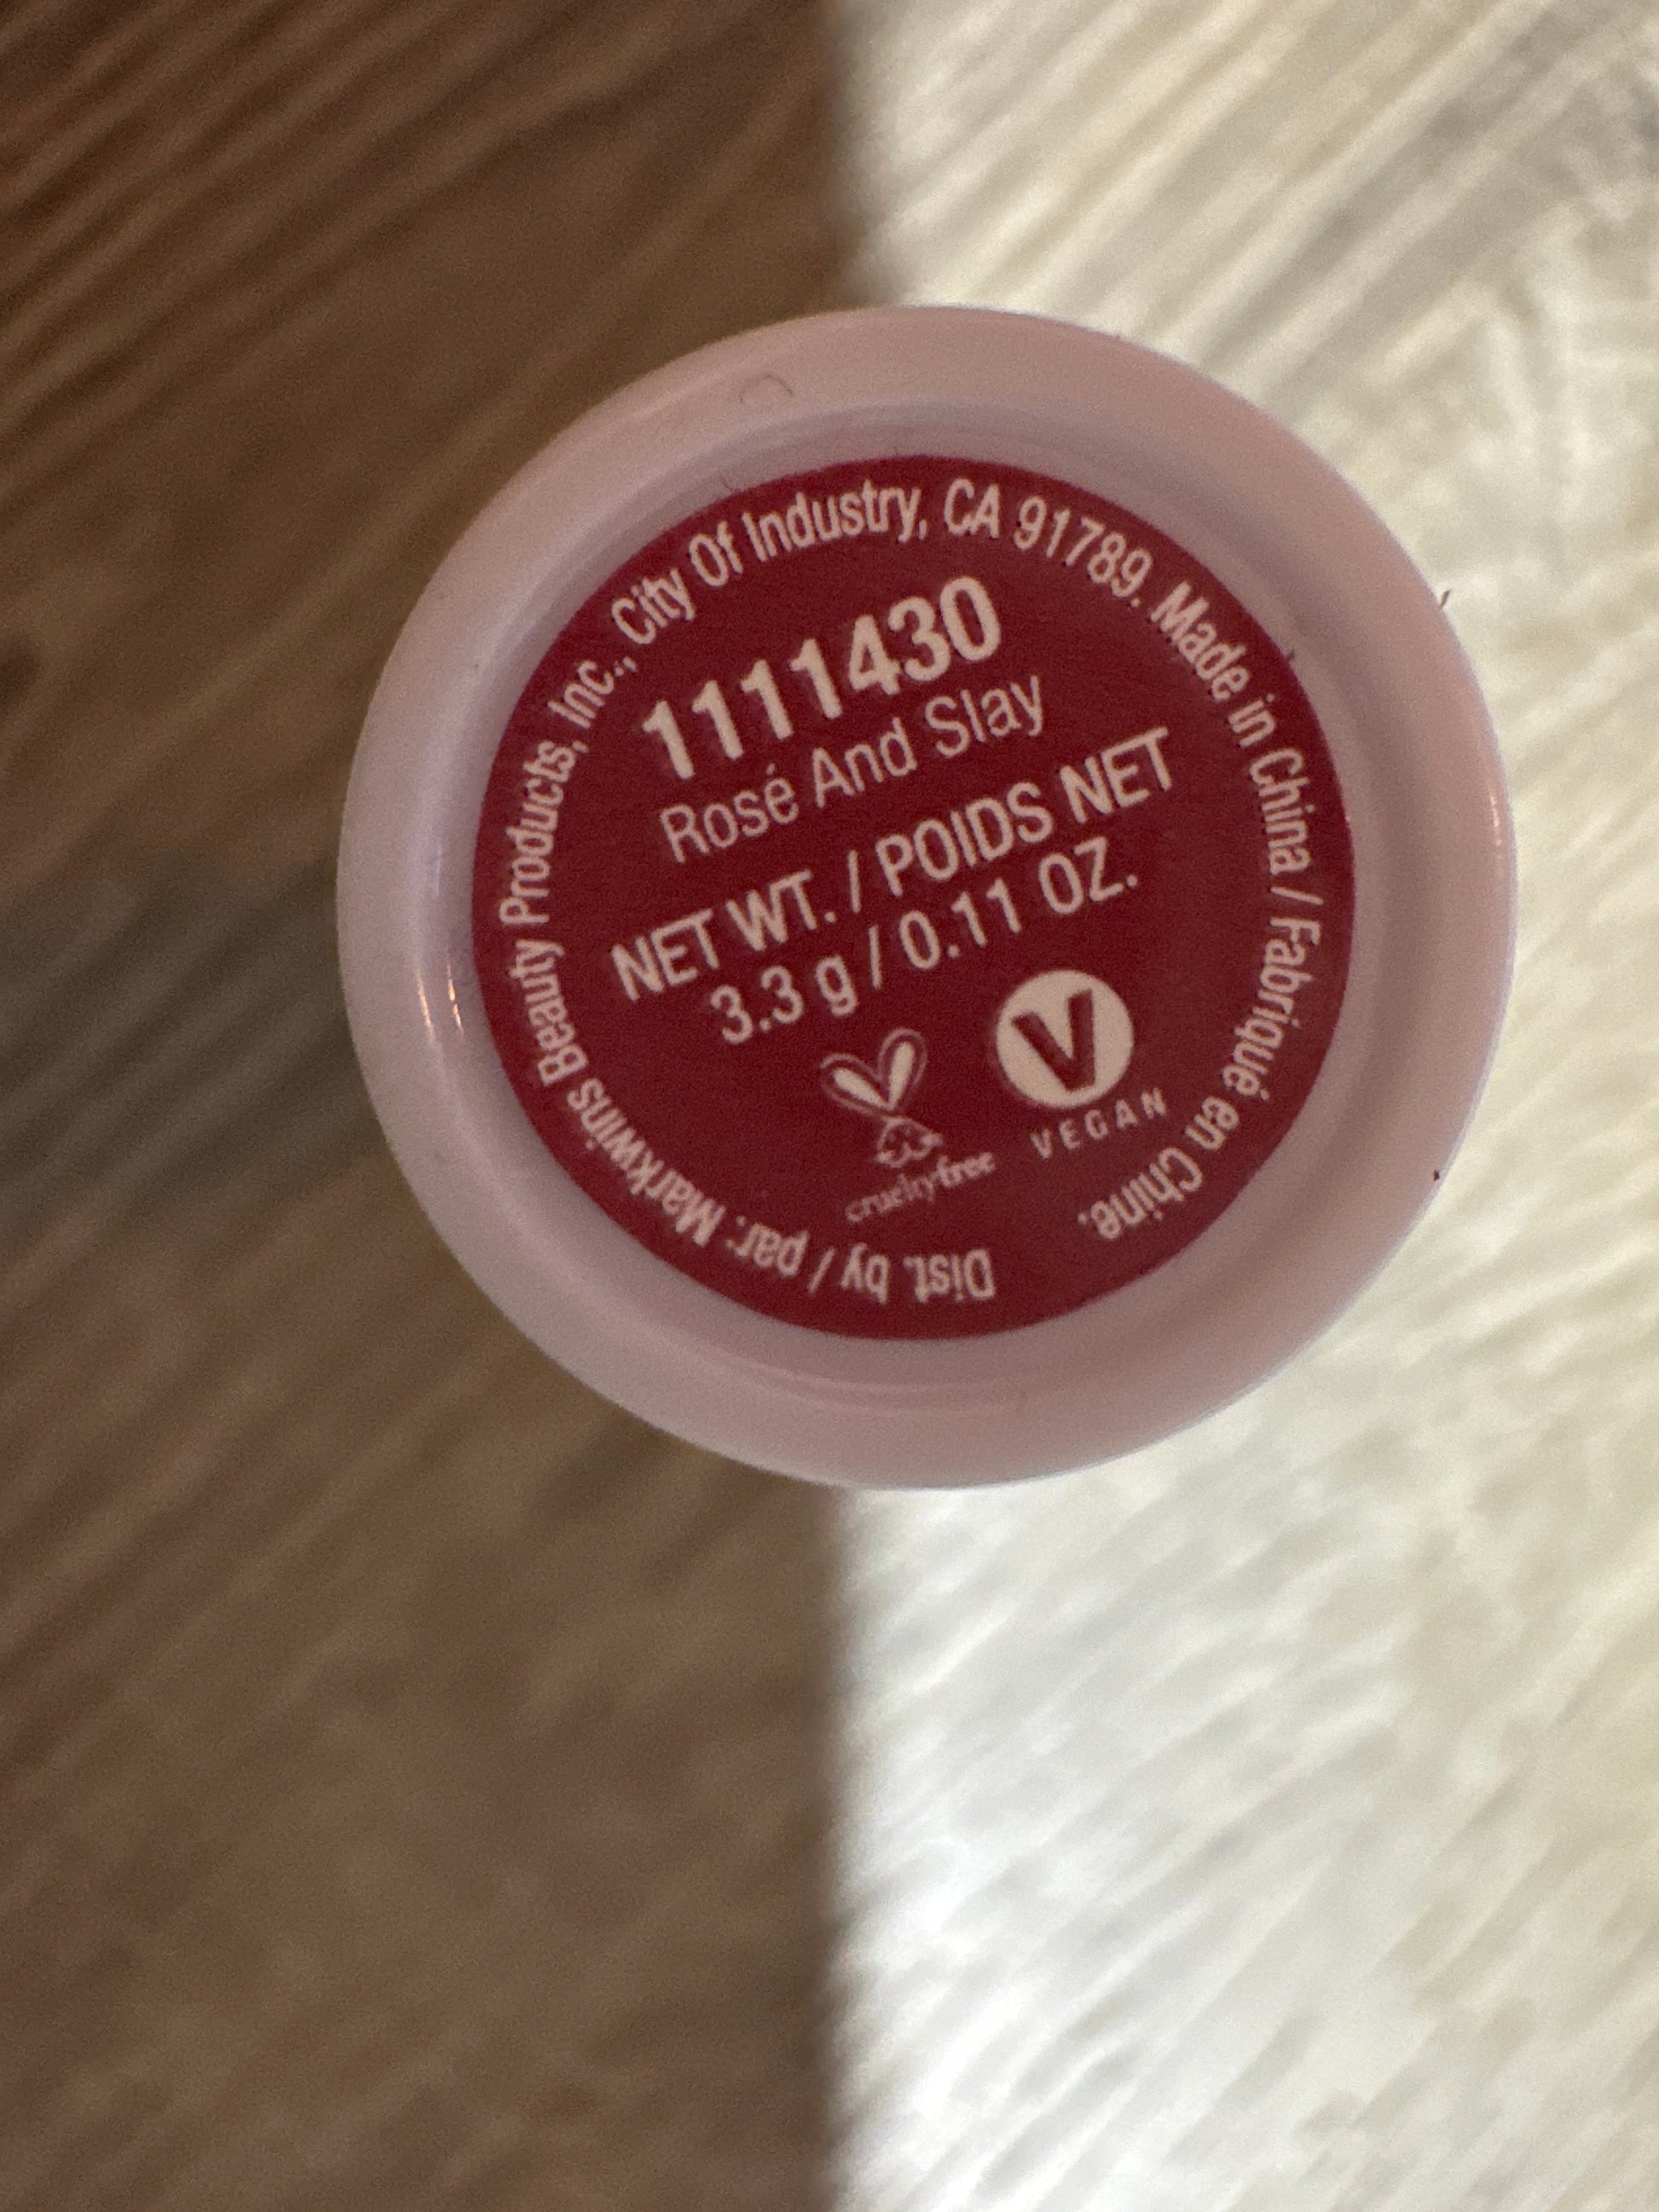 Dist. by / par: Markwins Beauty Products, Inc., City Of Industry, CA 91789. Made in China / Fabriqué en Chine.
1111430
Rosé And Slay
NET WT. / POIDS NET
3.3 g / 0.11 OZ.
crueltyfree
V
VEGAN